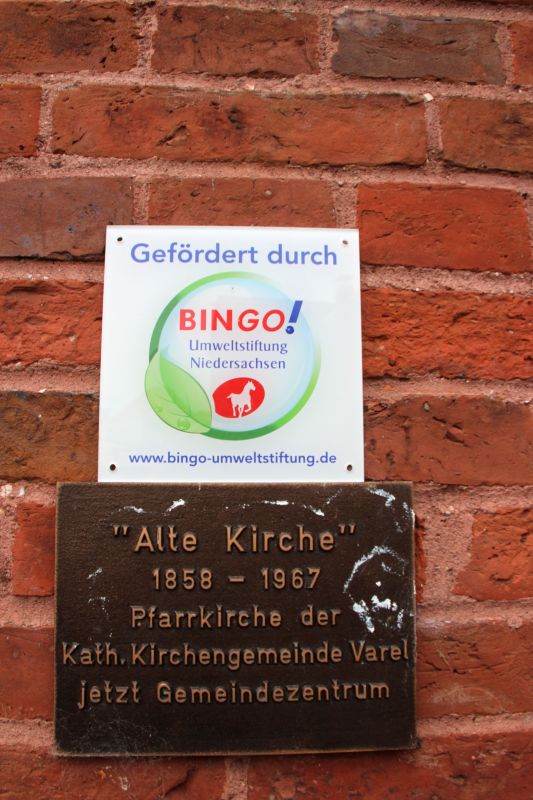 Gefördert durch
BINGO!
Umweltstiftung
Niedersachsen
www.bingo-umweltstiftung.de
"Alte Kirche"
1858 - 1967
Pfarrkirche der
Kath. Kirchengemeinde Varel
jetzt Gemeindezentrum